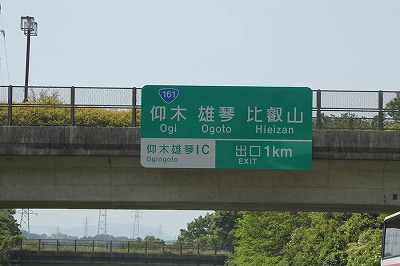 161
仰木 雄琴 比叡山
Ogi Ogoto Hieizan
仰木雄琴IC 出口1km
Ogiogoto EXIT